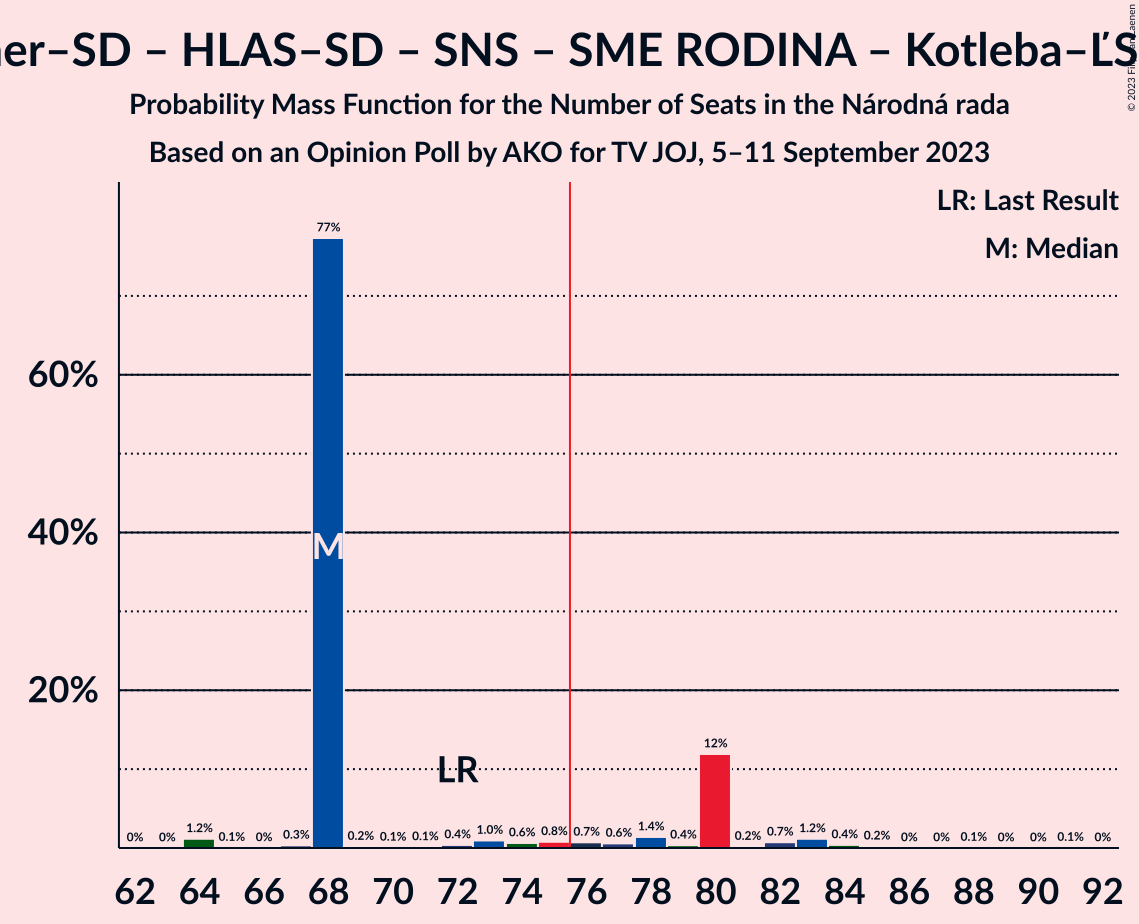 er–SD – HLAS–SD – SNS – SME RODINA – Kotleba–ĽS
Probability Mass Function for the Number of Seats in the Národná rada
Based on an Opinion Poll by AKO for TV JOJ, 5–11 September 2023
© 2023
LR: Last Result
M: Median
77%
60%
40%
M
20%
12%
LR
0% 0% 1.2% 0.1% 0% 0.3% 0.2% 0.1% 0.1% 0.4% 1.0% 0.6% 0.8% 0.7% 0.6% 1.4% 0.4% 0.2% 0.7% 1.2% 0.4% 0.2% 0% 0% 0.1% 0% 0% 0.1% 0%
62 64 66 68 70 72 74 76 78 80 82 84 86 88 90 92